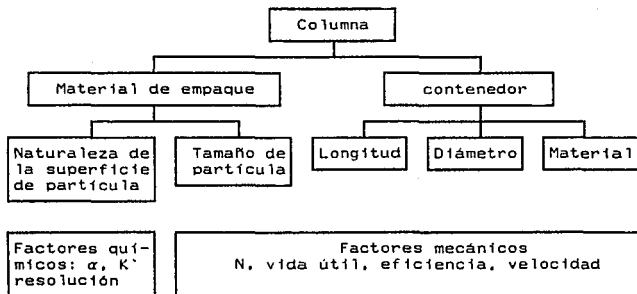 Columna
Material de empaque
contenedor
Naturaleza de
la superficie
de partícula
Tamaño de
partícula
Longitud
Diámetro
Material
Factores quí-
micos: α, K`
resolución
Factores mecánicos
N, vida útil, eficiencia, velocidad